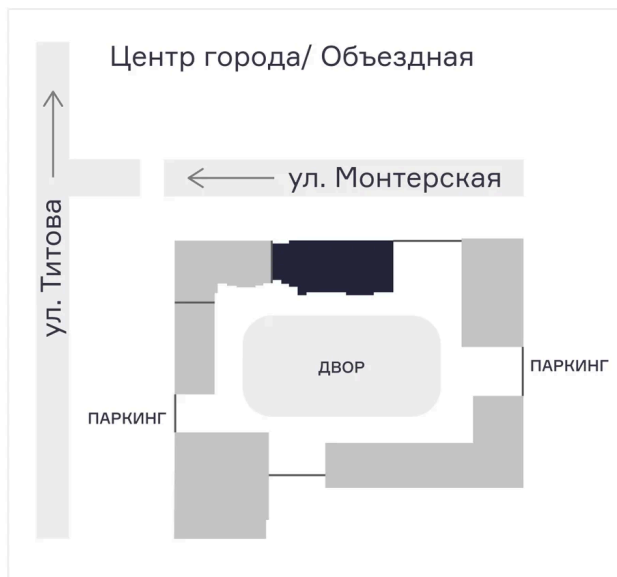 Центр города/ Объездная
ул. Монтерская
ул. Титова
ДВОР
ПАРКИНГ
ПАРКИНГ